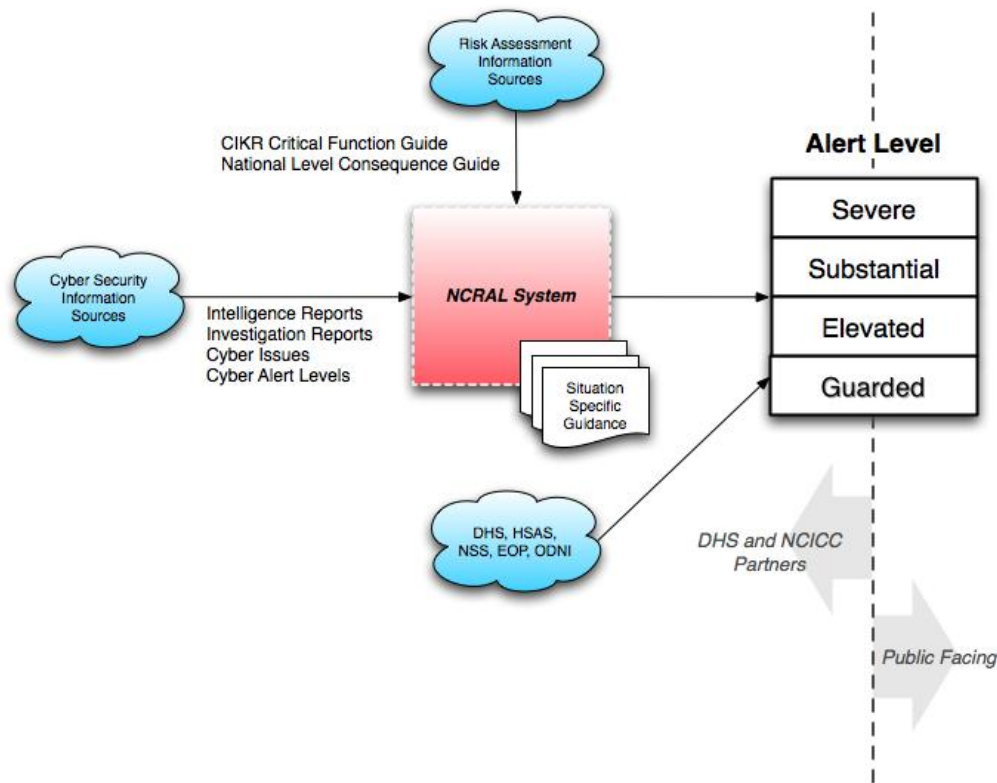 Risk Assessment
Information
Sources
CIKR Critical Function Guide
National Level Consequence Guide
Alert Level
Severe
Substantial
Elevated
Guarded
Cyber Security
Information
Sources
Intelligence Reports
Investigation Reports
Cyber Issues
Cyber Alert Levels
NCRAL System
Situation
Specific
Guidance
DHS, HSAS,
NSS, EOP, ODNI
DHS and NCICC
Partners
Public Facing